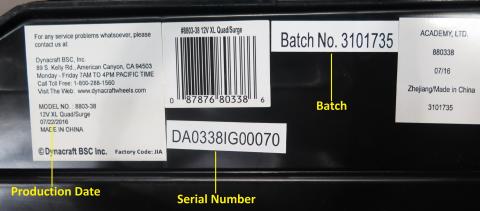 For any service problems whatsoever, please call:
Dynacraft BSC, Inc.
89 S. Kelly Rd., American Canyon, CA 94503
Monday - Friday 7AM TO 4PM PACIFIC TIME
Call Toll Free: 1-800-288-1560
Visit The Web: www.dynacraftwheels.com
MODEL NO: 8803-38
12V XL Quad/Surge
07/22/2016
MADE IN CHINA
© Dynacraft BSC Inc. Factory Code: JIA
Production Date
#8803-38 12V XL Quad/Surge
0 87876 80338 6
DA0338IG00070
Serial Number
Batch No. 3101735
Batch
ACADEMY, LTD.
880338
07/16
Zhejiang/Made in China
3101735